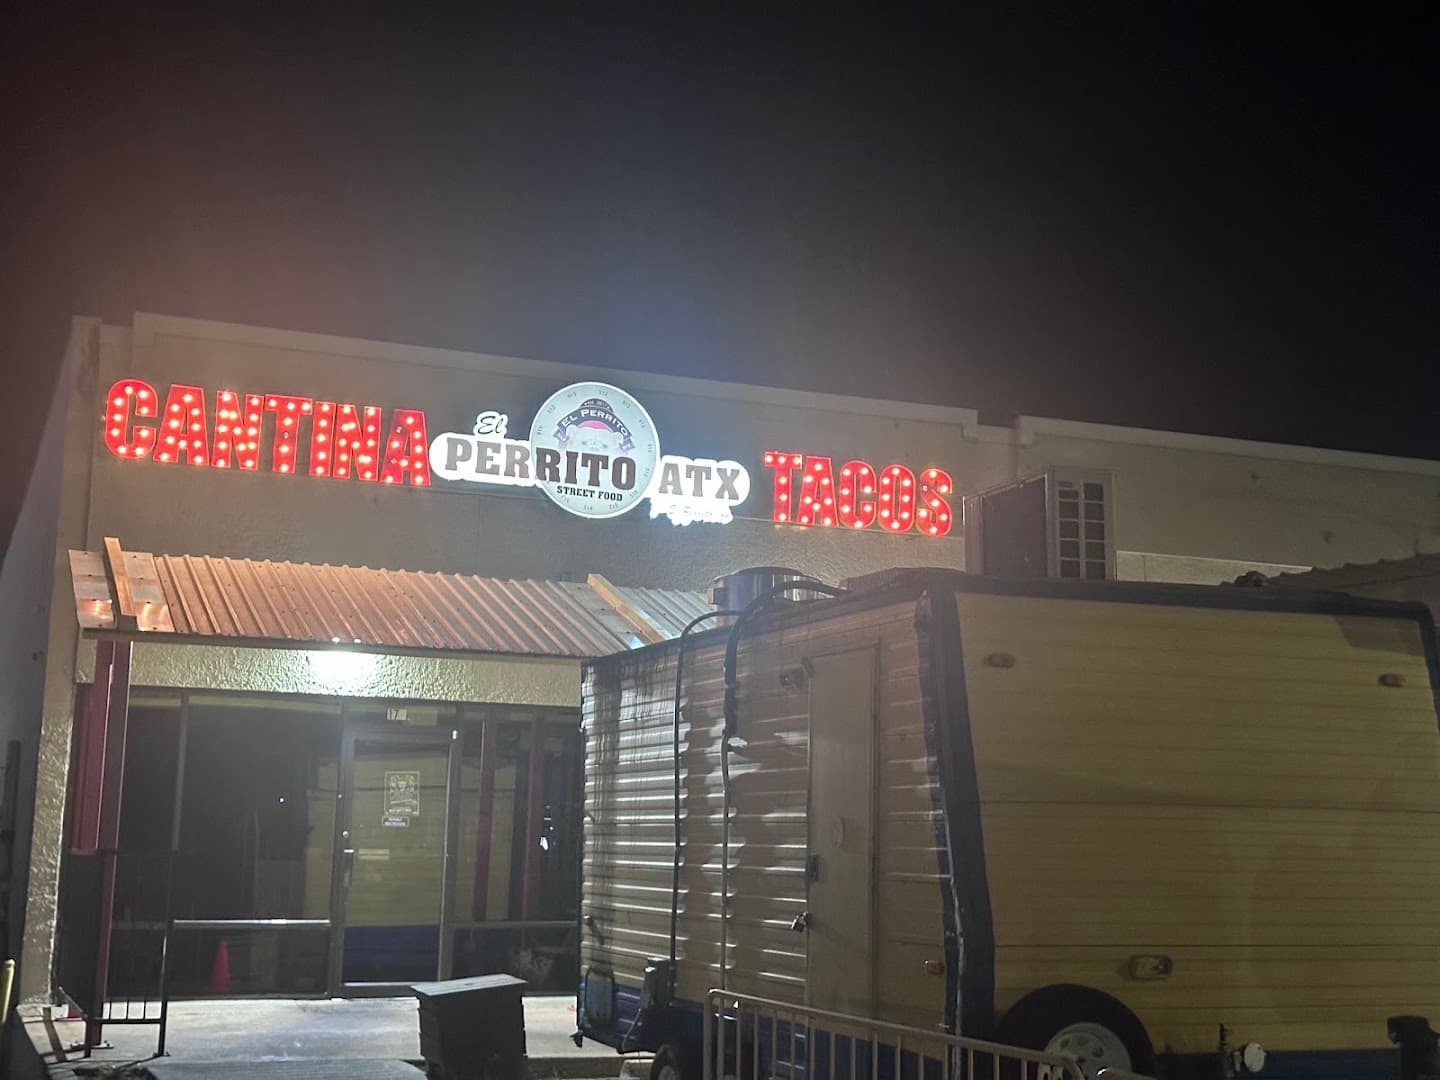 CANTINA
El
PERRITO
ATX
EL PERRITO
STREET FOOD
TACOS
17